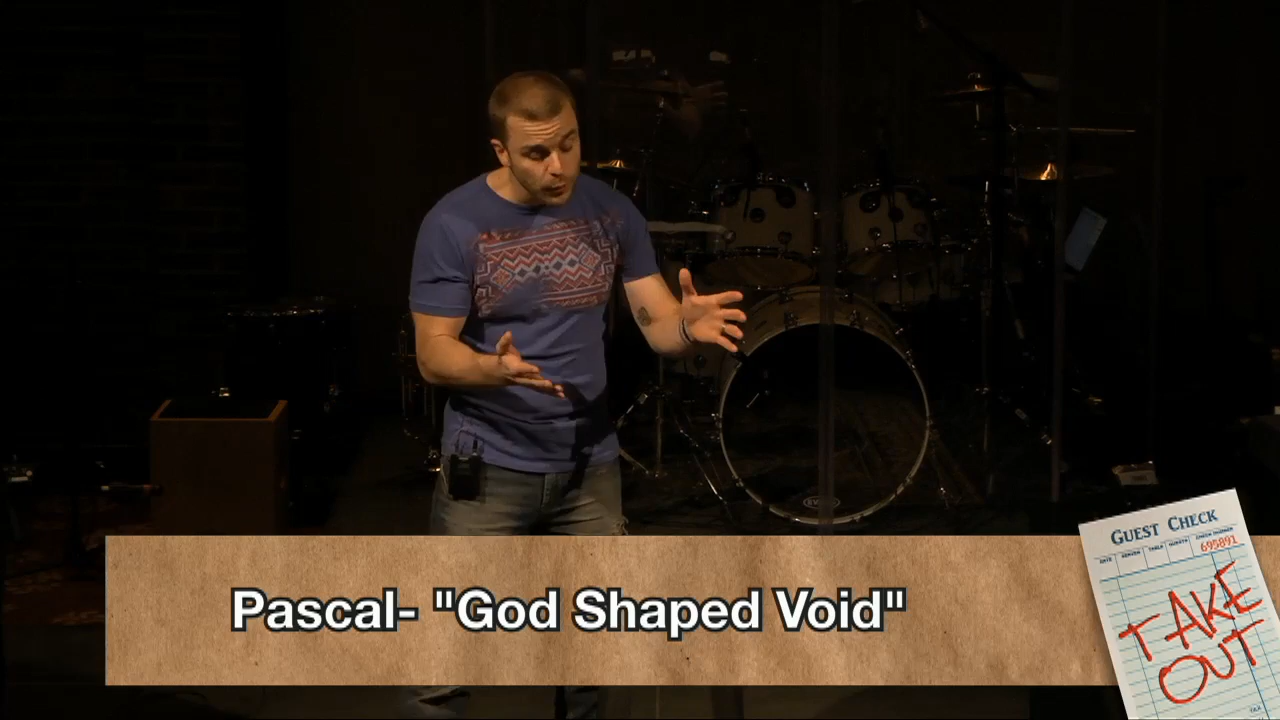 Pascal- "God Shaped Void"
GUEST CHECK
695891
TAKE
OUT